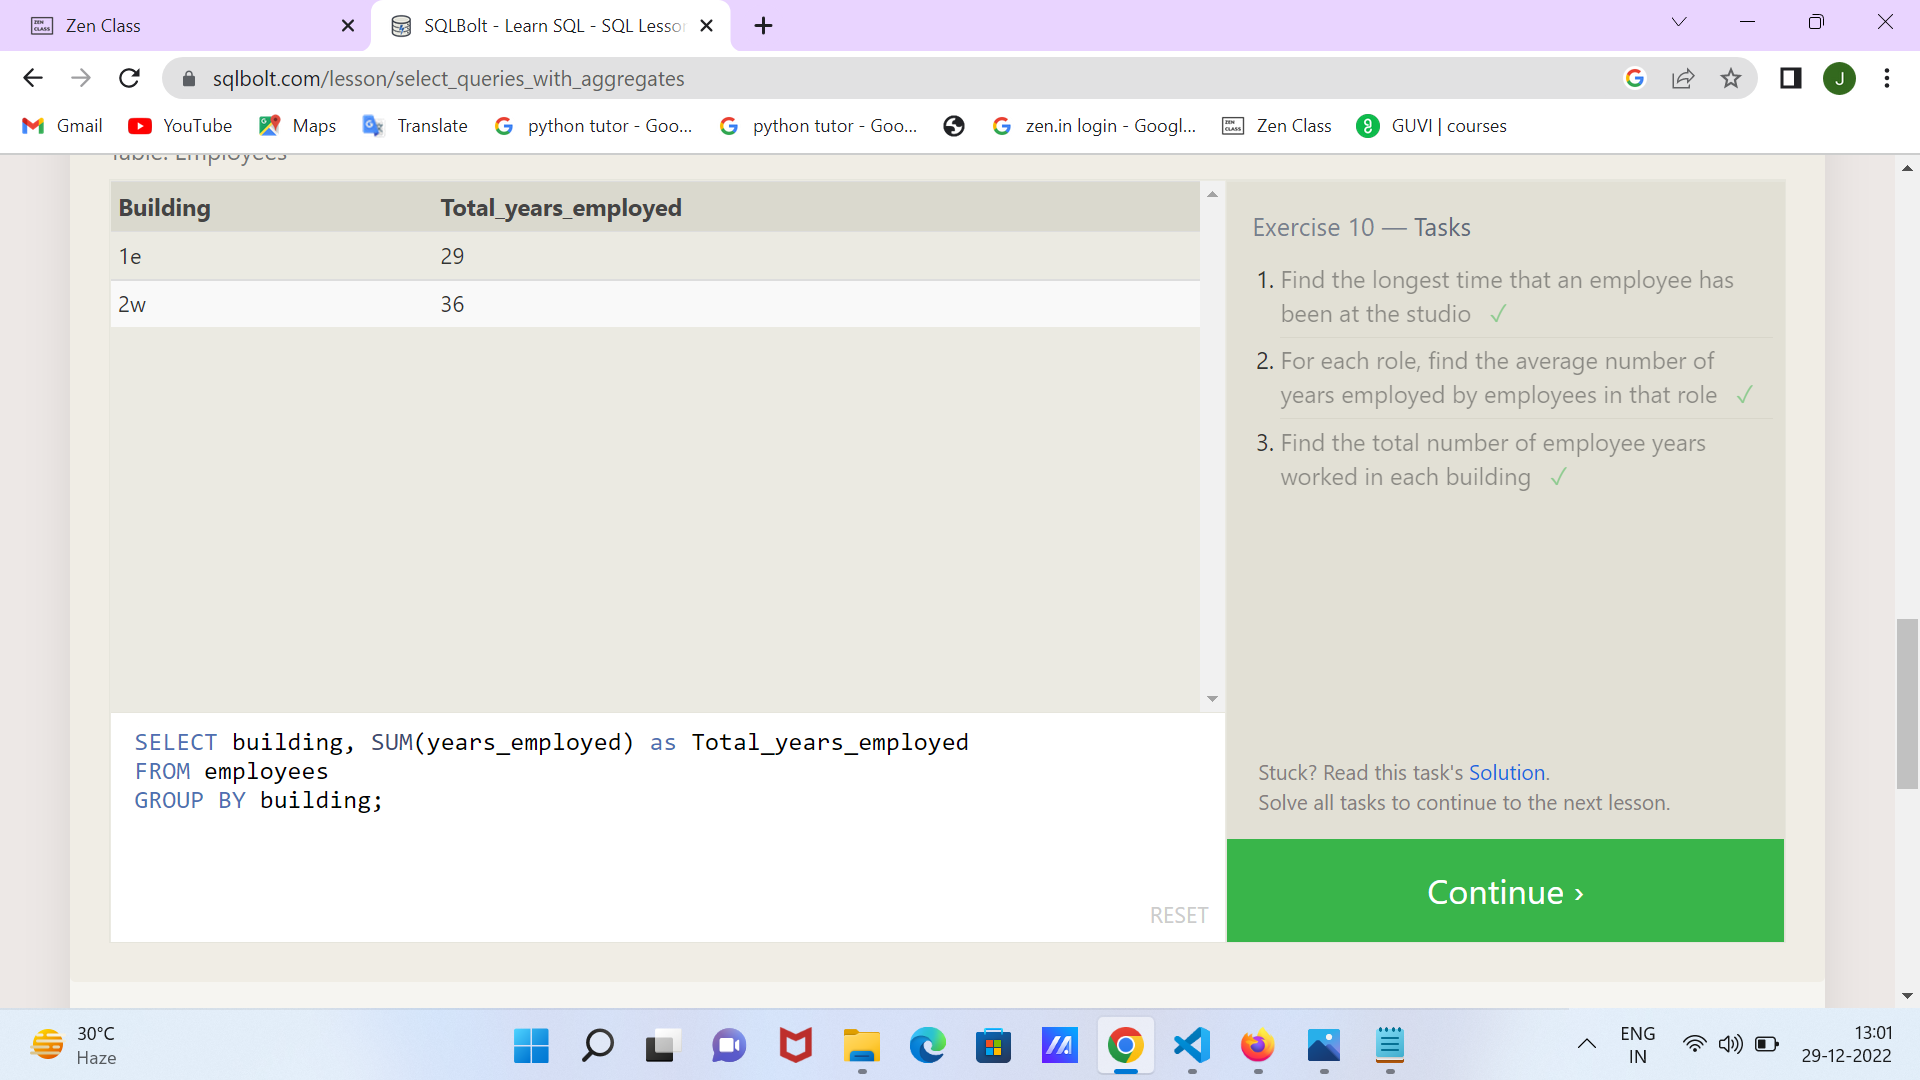 Zen Class
SQLBolt - Learn SQL - SQL Lesso
sqlbolt.com/lesson/select_queries_with_aggregates
J
Gmail
YouTube
Maps
Translate
python tutor - Goo...
python tutor - Goo...
zen.in login - Googl...
Zen Class
GUVI | courses
Table: Employees
Building Total_years_employed
1e 29
2w 36
Exercise 10 — Tasks
1. Find the longest time that an employee has
been at the studio ✓
2. For each role, find the average number of
years employed by employees in that role ✓
3. Find the total number of employee years
worked in each building ✓
SELECT building, SUM(years_employed) as Total_years_employed
FROM employees
GROUP BY building;
RESET
Stuck? Read this task's Solution.
Solve all tasks to continue to the next lesson.
Continue ›
30°C
Haze
ENG
IN
13:01
29-12-2022